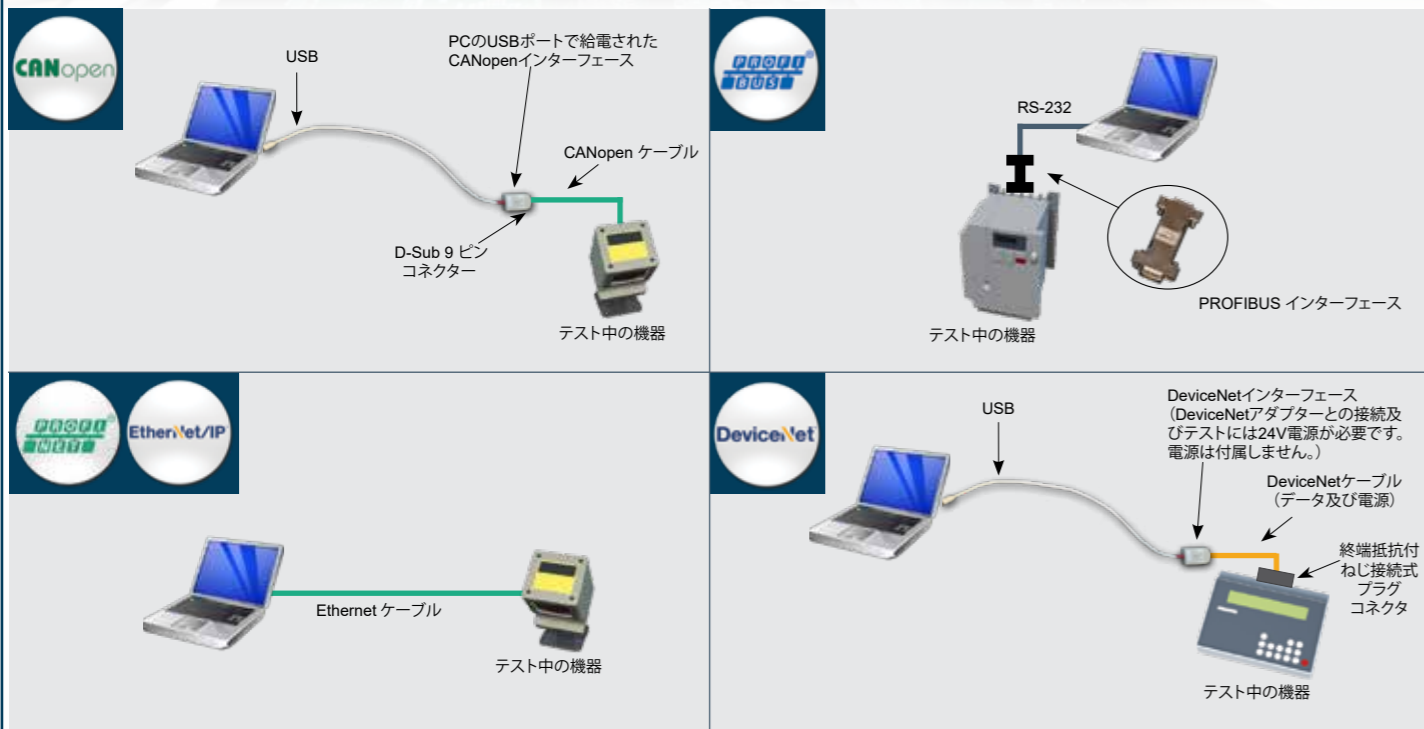 CANopen
USB
PCのUSBポートで給電された
CANopenインターフェース
CANopen ケーブル
D-Sub 9 ピン
コネクター
テスト中の機器
PROFI
BUS
RS-232
PROFIBUS インターフェース
テスト中の機器
PROFI
NET
EtherNet/IP
Ethernet ケーブル
テスト中の機器
DeviceNet
USB
DeviceNetインターフェース
（DeviceNetアダプターとの接続及
びテストには24V電源が必要です。
電源は付属しません。）
DeviceNetケーブル
（データ及び電源）
終端抵抗付
ねじ接続式
プラグ
コネクタ
テスト中の機器